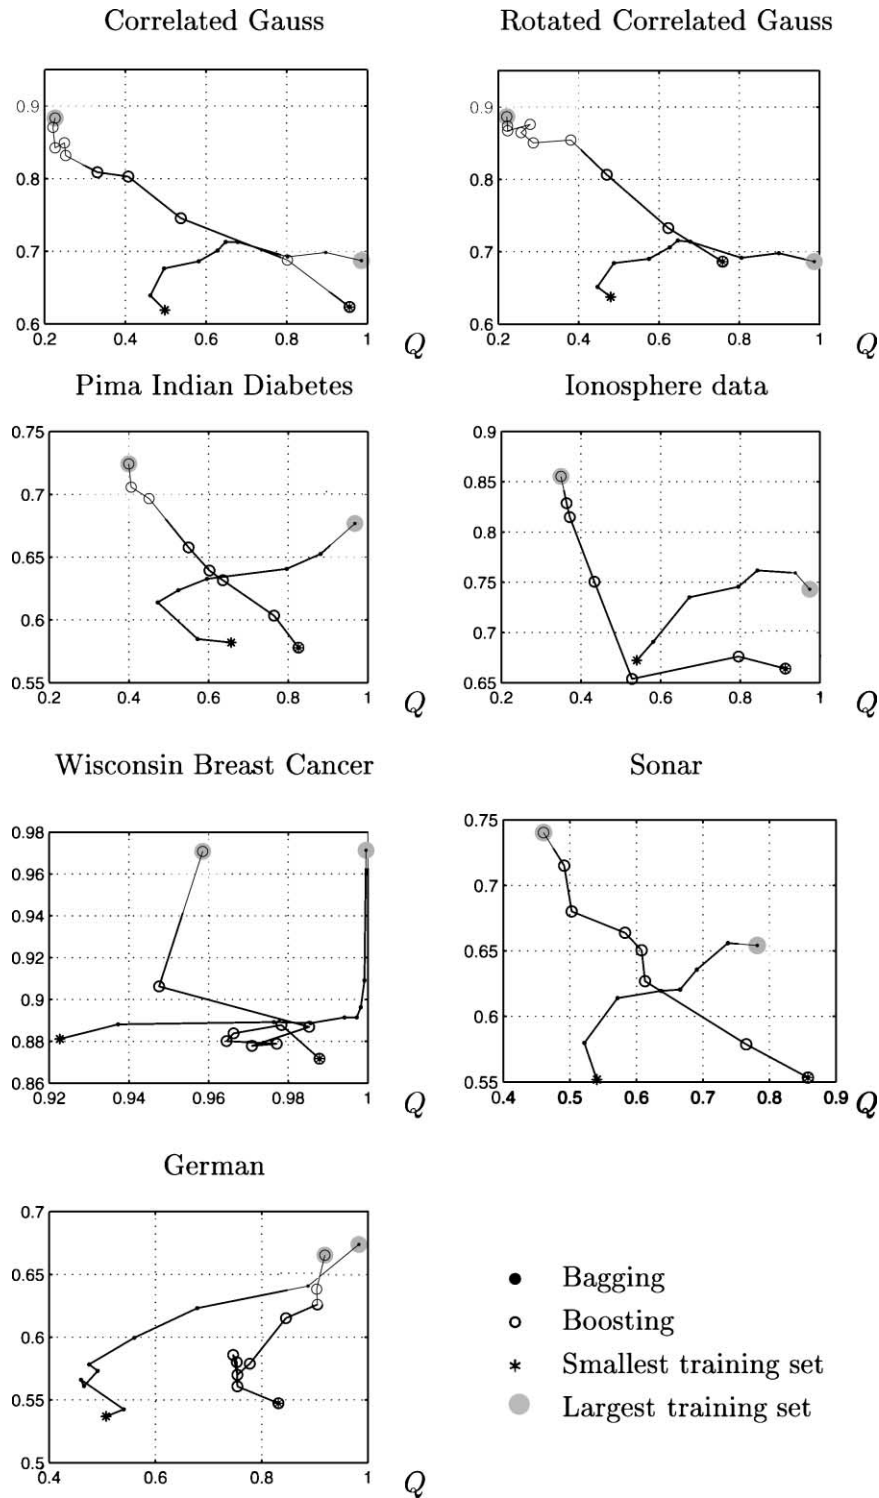 Correlated Gauss
0.9
0.8
0.7
0.6
0.2 0.4 0.6 0.8 1
Q
Rotated Correlated Gauss
0.9
0.8
0.7
0.6
0.2 0.4 0.6 0.8 1
Q
Pima Indian Diabetes
0.75
0.7
0.65
0.6
0.55
0.2 0.4 0.6 0.8 1
Q
Ionosphere data
0.9
0.85
0.8
0.75
0.7
0.65
0.2 0.4 0.6 0.8 1
Q
Wisconsin Breast Cancer
0.98
0.96
0.94
0.92
0.9
0.88
0.86
0.92 0.94 0.96 0.98 1
Q
Sonar
0.75
0.7
0.65
0.6
0.55
0.4 0.5 0.6 0.7 0.8 0.9
Q
German
0.7
0.65
0.6
0.55
0.5
0.4 0.6 0.8 1
Q
Bagging
Boosting
Smallest training set
Largest training set